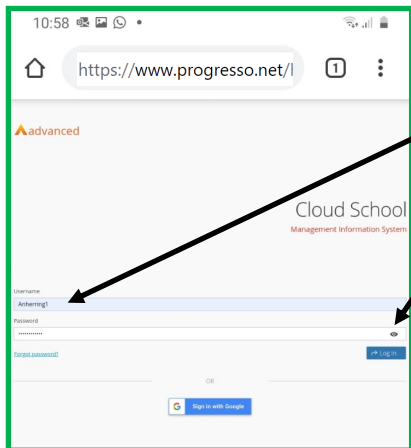 10:58
https://www.progresso.net/l
1
advanced
Cloud School
Management Information System
Username
Anherring1
Password
••••••••••••
Forgot password?
Log in
OR
G Sign in with Google